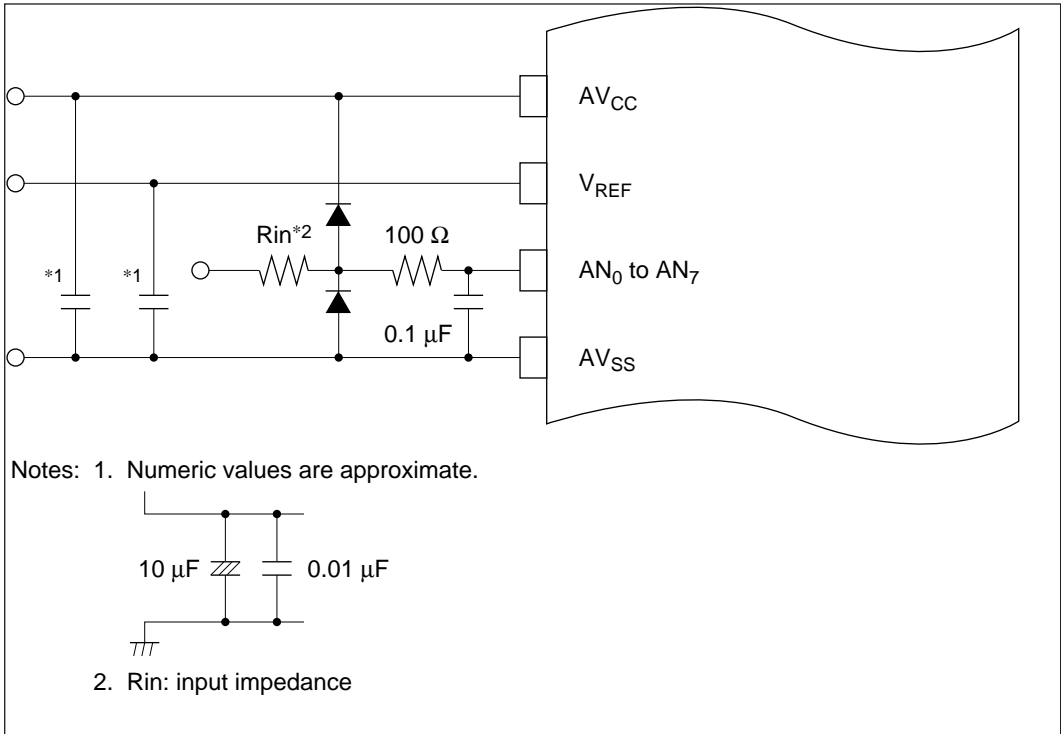 AVCC
VREF
Rin*2 100 Ω
*1 *1 AN0 to AN7
0.1 μF
AVSS
Notes: 1. Numeric values are approximate.
10 μF 0.01 μF
2. Rin: input impedance